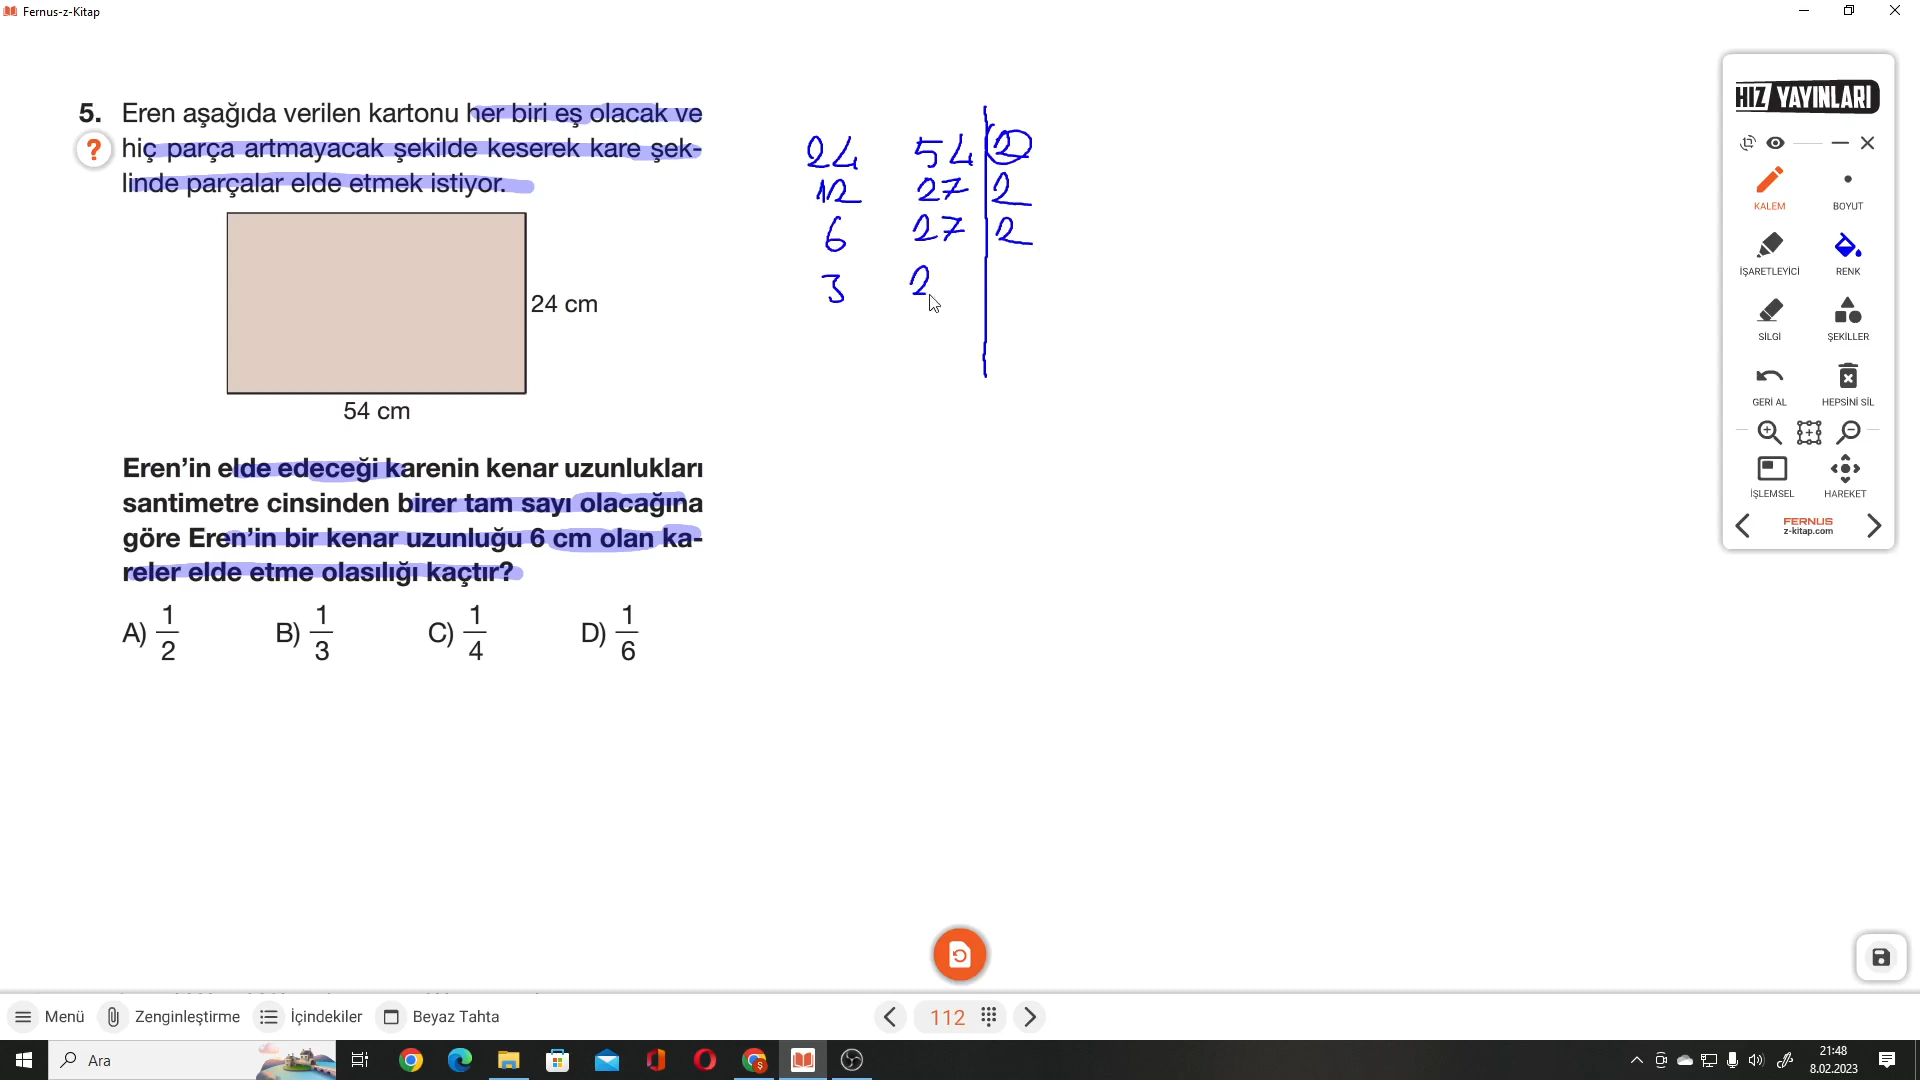 Fernus-z-Kitap
5. Eren aşağıda verilen kartonu her biri eş olacak ve
? hiç parça artmayacak şekilde keserek kare şek-
linde parçalar elde etmek istiyor.
24 cm
54 cm
Eren’in elde edeceği karenin kenar uzunlukları
santimetre cinsinden birer tam sayı olacağına
göre Eren’in bir kenar uzunluğu 6 cm olan ka-
reler elde etme olasılığı kaçtır?
A) 1/2 B) 1/3 C) 1/4 D) 1/6
24 54 2
12 27 2
6 27 2
3 2
HIZ YAYINLARI
KALEM BOYUT
İŞARETLEYİCİ RENK
SİLGİ ŞEKİLLER
GERİ AL HEPSİNİ SİL
İŞLEMSEL HAREKET
FERNUS
z-kitap.com
Menü Zenginleştirme İçindekiler Beyaz Tahta 112
Ara
21:48
8.02.2023